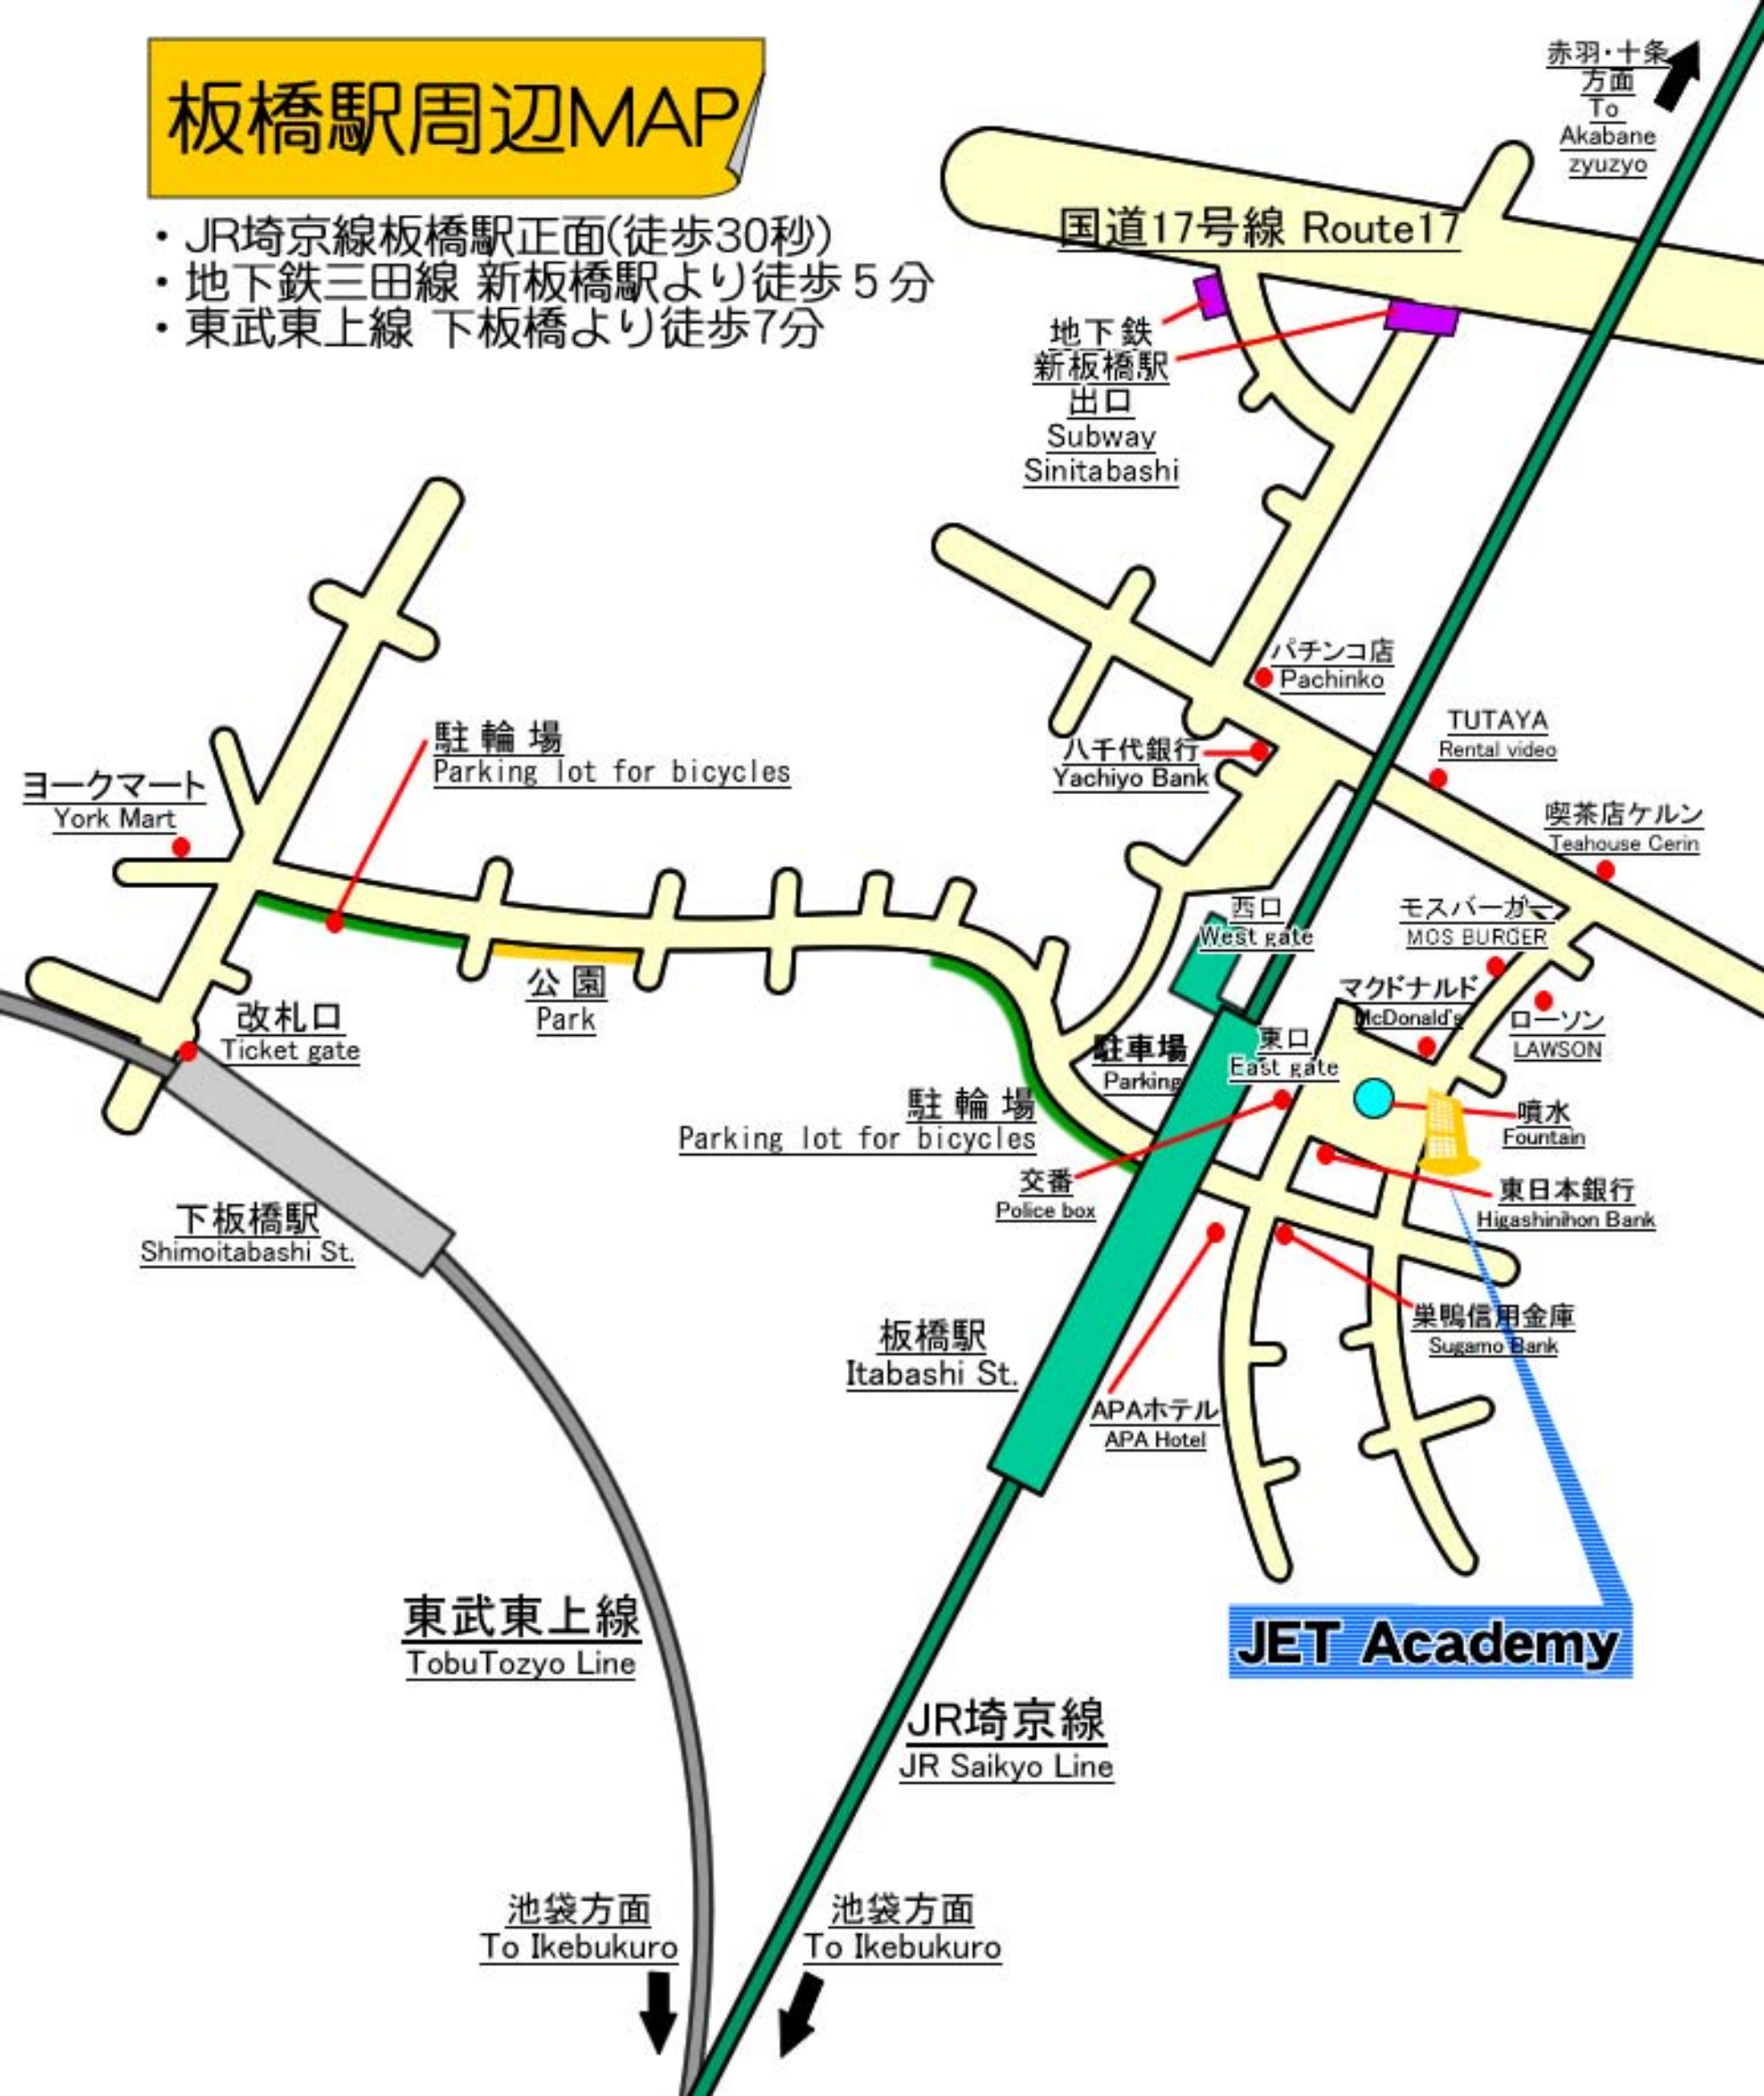 板橋駅周辺MAP
・JR埼京線板橋駅正面(徒歩30秒)
・地下鉄三田線 新板橋駅より徒歩５分
・東武東上線 下板橋より徒歩7分
赤羽・十条
方面
To
Akabane
zyuzyo
国道17号線 Route17
地下鉄
新板橋駅
出口
Subway
Sinitabashi
パチンコ店
Pachinko
TUTAYA
Rental video
八千代銀行
Yachiyo Bank
喫茶店ケルン
Teahouse Cerin
駐輪場
Parking lot for bicycles
ヨークマート
York Mart
西口
West gate
モスバーガー
MOS BURGER
マクドナルド
McDonald's
ローソン
LAWSON
公園
Park
改札口
Ticket gate
東口
East gate
駐車場
Parking
駐輪場
Parking lot for bicycles
噴水
Fountain
交番
Police box
東日本銀行
Higashinihon Bank
下板橋駅
Shimoitabashi St.
板橋駅
Itabashi St.
巣鴨信用金庫
Sugamo Bank
APAホテル
APA Hotel
東武東上線
TobuTozyo Line
JET Academy
JR埼京線
JR Saikyo Line
池袋方面
To Ikebukuro
池袋方面
To Ikebukuro